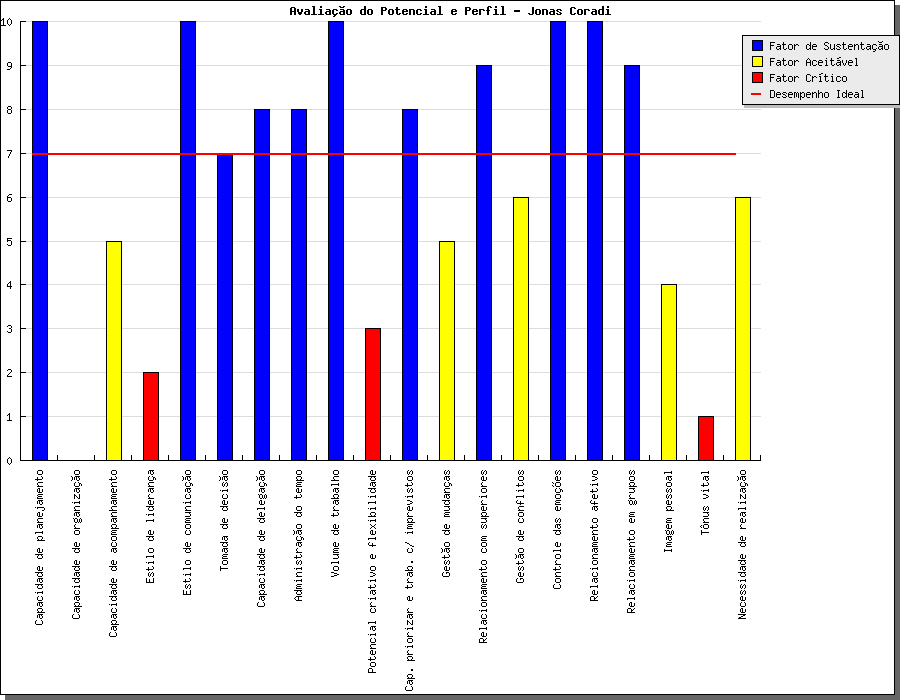 Avaliação do Potencial e Perfil - Jonas Coradi
10
9
8
7
6
5
4
3
2
1
0
Fator de Sustentação
Fator Aceitável
Fator Crítico
Desempenho Ideal
Capacidade de planejamento
Capacidade de organização
Capacidade de acompanhamento
Estilo de liderança
Estilo de comunicação
Tomada de decisão
Capacidade de delegação
Administração do tempo
Volume de trabalho
Potencial criativo e flexibilidade
Cap. priorizar e trab. c/ imprevistos
Gestão de mudanças
Relacionamento com superiores
Gestão de conflitos
Controle das emoções
Relacionamento afetivo
Relacionamento em grupos
Imagem pessoal
Tônus vital
Necessidade de realização